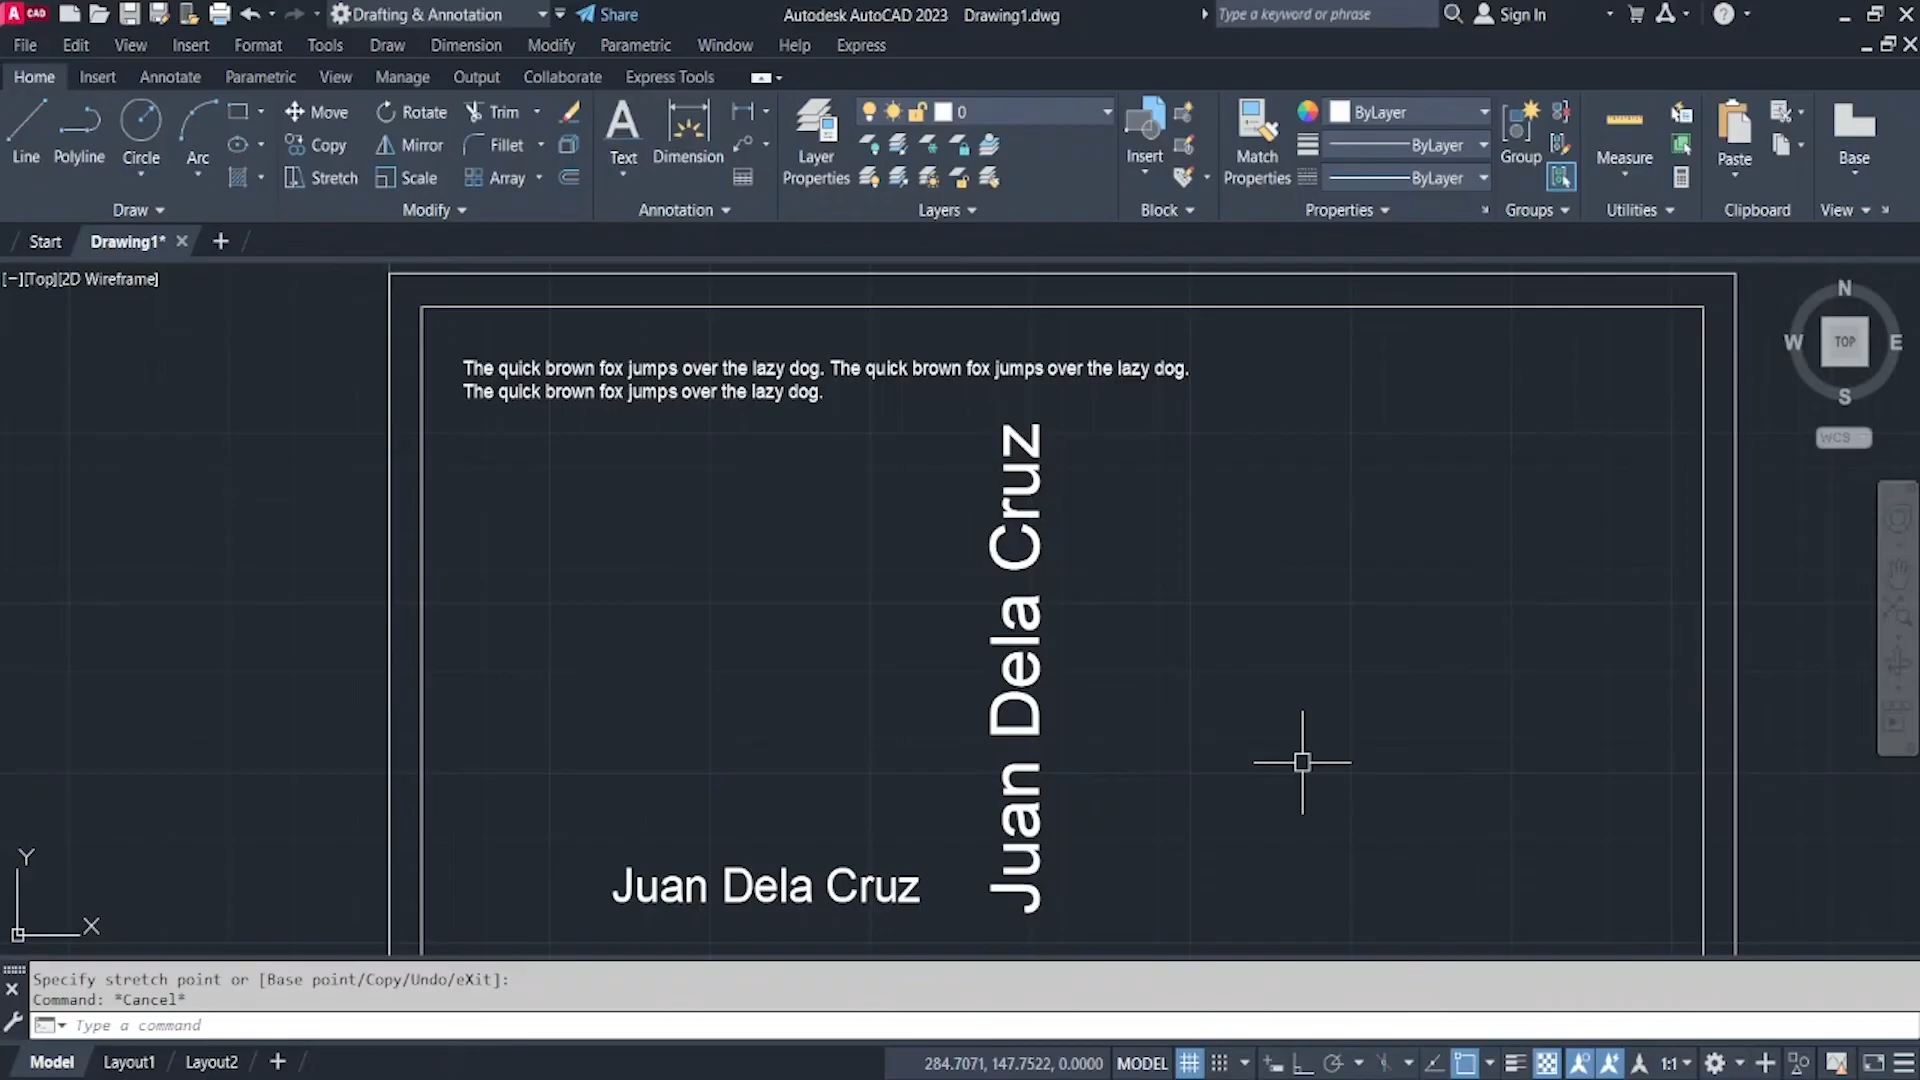 A CAD
Drafting & Annotation
Share
Autodesk AutoCAD 2023 Drawing1.dwg
Type a keyword or phrase
Sign In
File Edit View Insert Format Tools Draw Dimension Modify Parametric Window Help Express
Home Insert Annotate Parametric View Manage Output Collaborate Express Tools
Line Polyline Circle Arc
Move Rotate Trim
Copy Mirror Fillet
Stretch Scale Array
Text Dimension
Layer Properties
0
Insert
Match Properties
ByLayer
ByLayer
ByLayer
Group
Measure
Paste
Base
Draw Modify Annotation Layers Block Properties Groups Utilities Clipboard View
Start Drawing1*
[−][Top][2D Wireframe]
N
W TOP E
S
WCS
The quick brown fox jumps over the lazy dog. The quick brown fox jumps over the lazy dog.
The quick brown fox jumps over the lazy dog.
Juan Dela Cruz
Juan Dela Cruz
Y
X
Specify stretch point or [Base point/Copy/Undo/eXit]:
Command: *Cancel*
Type a command
Model Layout1 Layout2
284.7071, 147.7522, 0.0000 MODEL
1:1